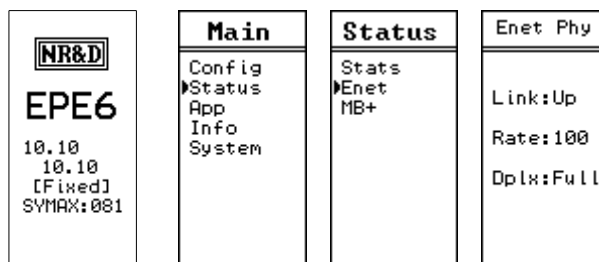 NR&D
EPE6
10.10
10.10
[Fixed]
SYMAX:081
Main
Config
Status
App
Info
System
Status
Stats
Enet
MB+
Enet Phy
Link:Up
Rate:100
Dplx:Full